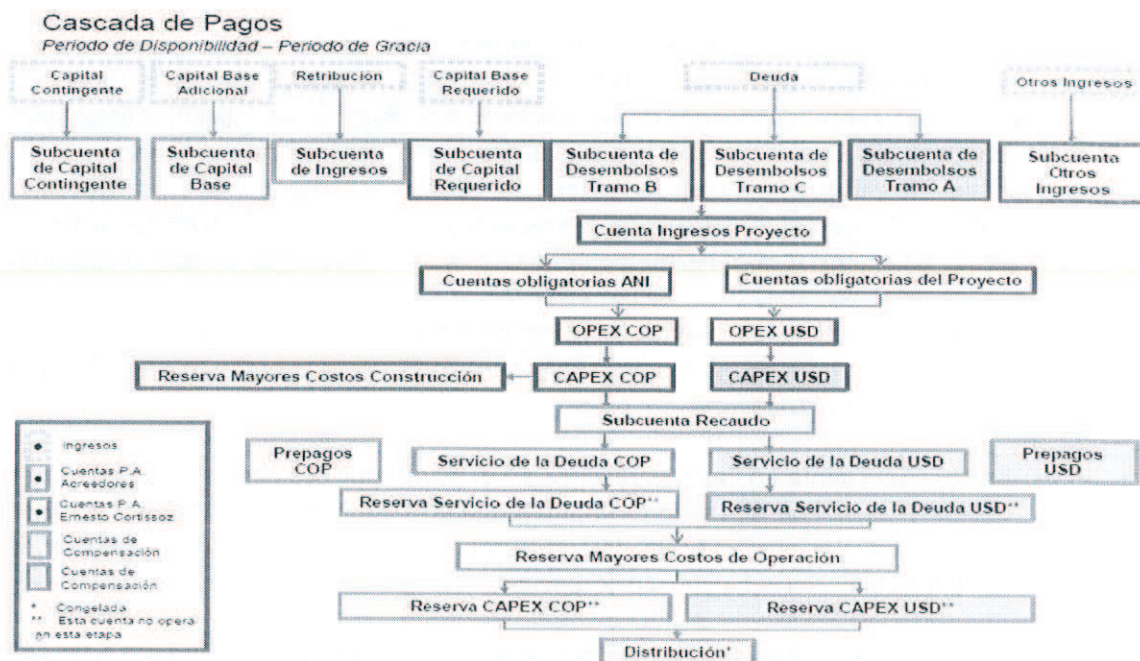 Cascada de Pagos
Periodo de Disponibilidad – Periodo de Gracia
Capital
Contingente
Capital Base
Adicional
Retribución
Capital Base
Requerido
Deuda
Otros Ingresos
Subcuenta
de Capital
Contingente
Subcuenta
de Capital
Base
Subcuenta
de Ingresos
Subcuenta
de Capital
Requerido
Subcuenta de
Desembolsos
Tramo B
Subcuenta de
Desembolsos
Tramo C
Subcuenta de
Desembolsos
Tramo A
Subcuenta
Otros
Ingresos
Cuenta Ingresos Proyecto
Cuentas obligatorias ANI
Cuentas obligatorias del Proyecto
OPEX COP
OPEX USD
Reserva Mayores Costos Construcción
CAPEX COP
CAPEX USD
Subcuenta Recaudo
Prepagos
COP
Servicio de la Deuda COP
Servicio de la Deuda USD
Prepagos
USD
Reserva Servicio de la Deuda COP**
Reserva Servicio de la Deuda USD**
Reserva Mayores Costos de Operación
Reserva CAPEX COP**
Reserva CAPEX USD**
Distribución*
Ingresos
Cuentas P.A.
Acreedores
Cuentas P.A.
Ernesto Cortissoz
Cuentas de
Compensación
Cuentas de
Compensación
* Congelada
** Esta cuenta no opera
en esta etapa